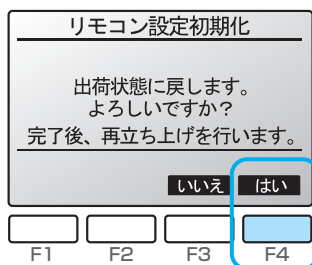 リモコン設定初期化
出荷状態に戻します。
よろしいですか?
完了後、再立ち上げを行います。
いいえ はい
F1 F2 F3 F4